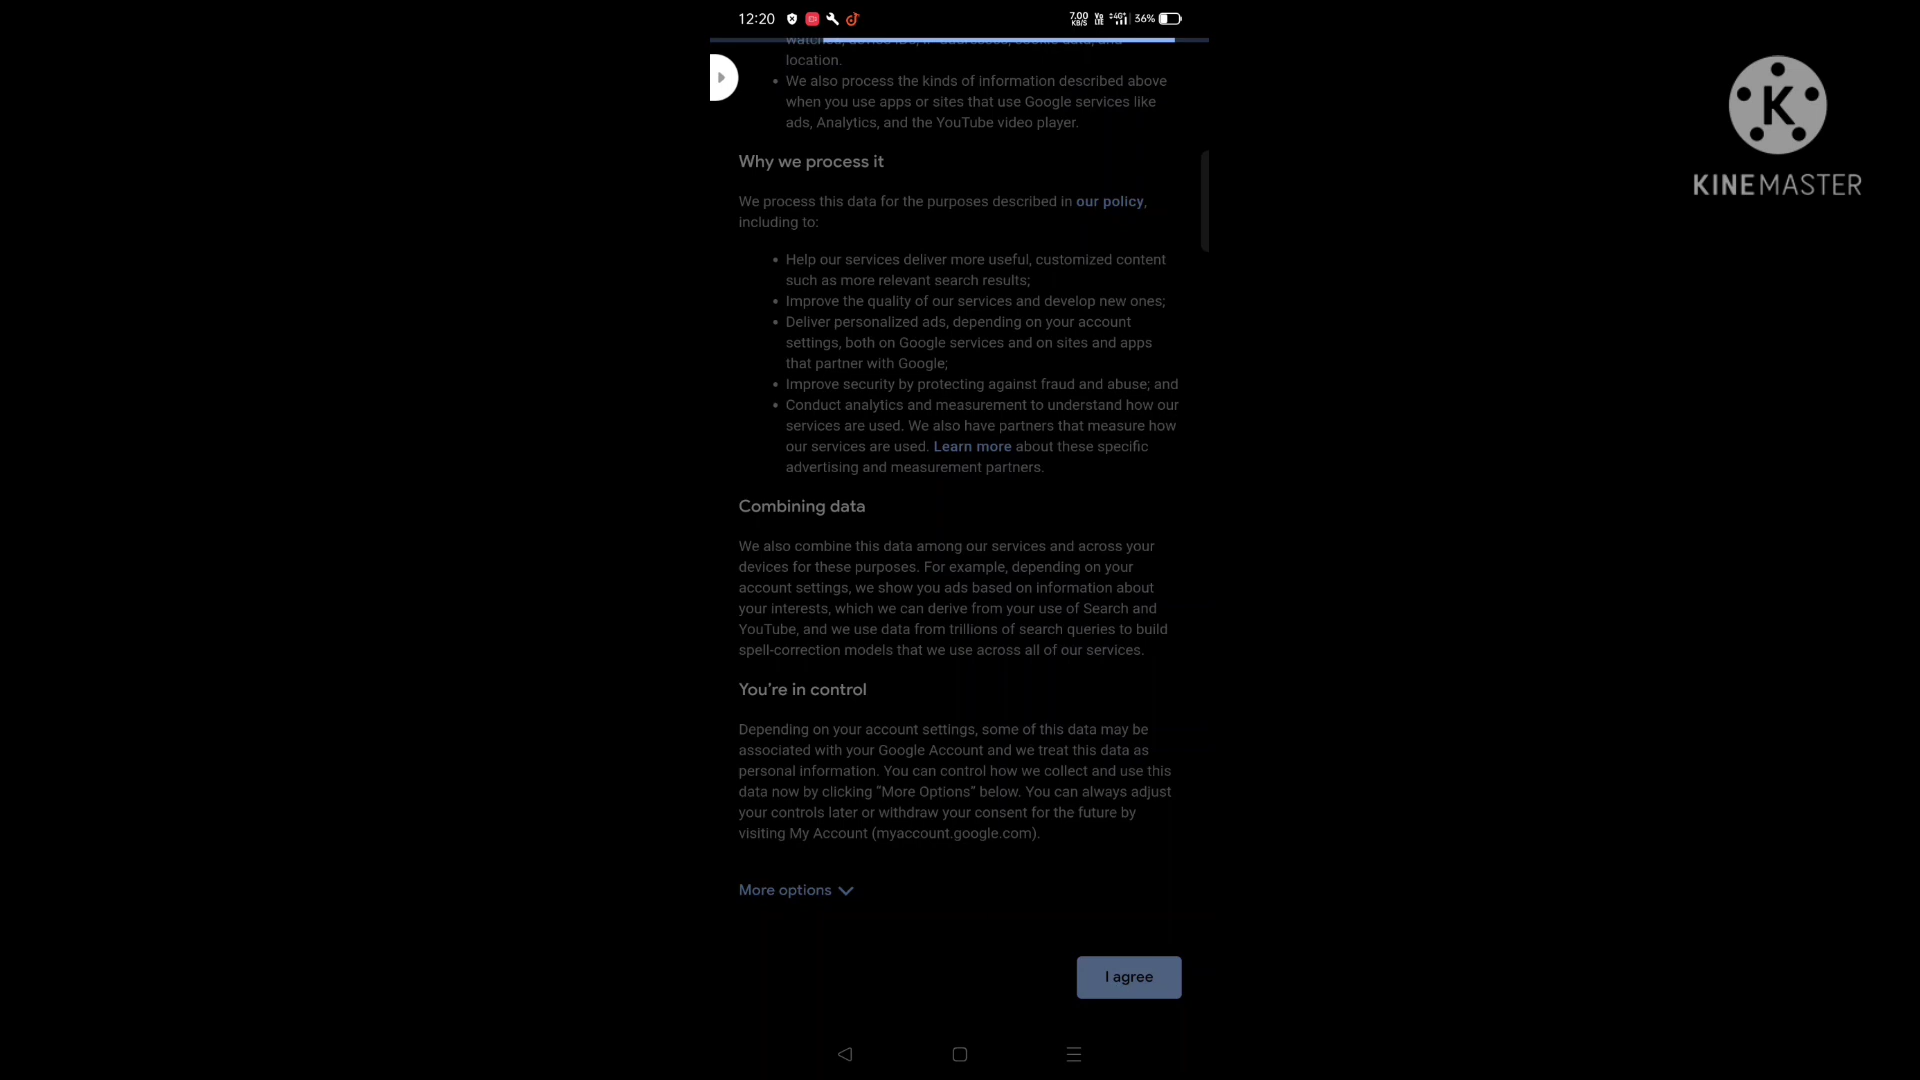 12:20
7.00 KB/S Vo LTE 4G+ 36%
location.
• We also process the kinds of information described above
when you use apps or sites that use Google services like
ads, Analytics, and the YouTube video player.
Why we process it
We process this data for the purposes described in our policy,
including to:
• Help our services deliver more useful, customized content
such as more relevant search results;
• Improve the quality of our services and develop new ones;
• Deliver personalized ads, depending on your account
settings, both on Google services and on sites and apps
that partner with Google;
• Improve security by protecting against fraud and abuse; and
• Conduct analytics and measurement to understand how our
services are used. We also have partners that measure how
our services are used. Learn more about these specific
advertising and measurement partners.
Combining data
We also combine this data among our services and across your
devices for these purposes. For example, depending on your
account settings, we show you ads based on information about
your interests, which we can derive from your use of Search and
YouTube, and we use data from trillions of search queries to build
spell-correction models that we use across all of our services.
You’re in control
Depending on your account settings, some of this data may be
associated with your Google Account and we treat this data as
personal information. You can control how we collect and use this
data now by clicking “More Options” below. You can always adjust
your controls later or withdraw your consent for the future by
visiting My Account (myaccount.google.com).
More options
I agree
K
KINEMASTER